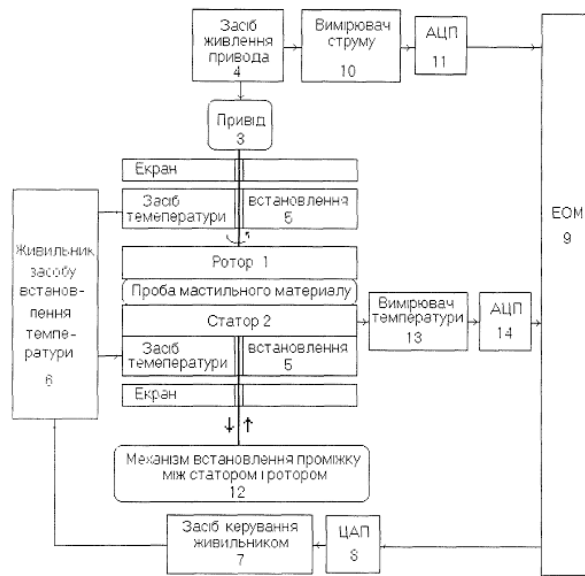 Засіб
живлення
привода
4
Вимірювач
струму
10
АЦП
11
Привід
3
Екран
Засіб встановлення
температури 5
Ротор 1
Проба мастильного материалу
Статор 2
Засіб встановлення
температури 5
Екран
Механізм встановлення проміжку
між статором і ротором
12
Живильник
засобу
встанов-
лення
темпе-
ратури
6
Вимірювач
температури
13
АЦП
14
ЕОМ
9
Засіб керування
живильником
7
ЦАП
8